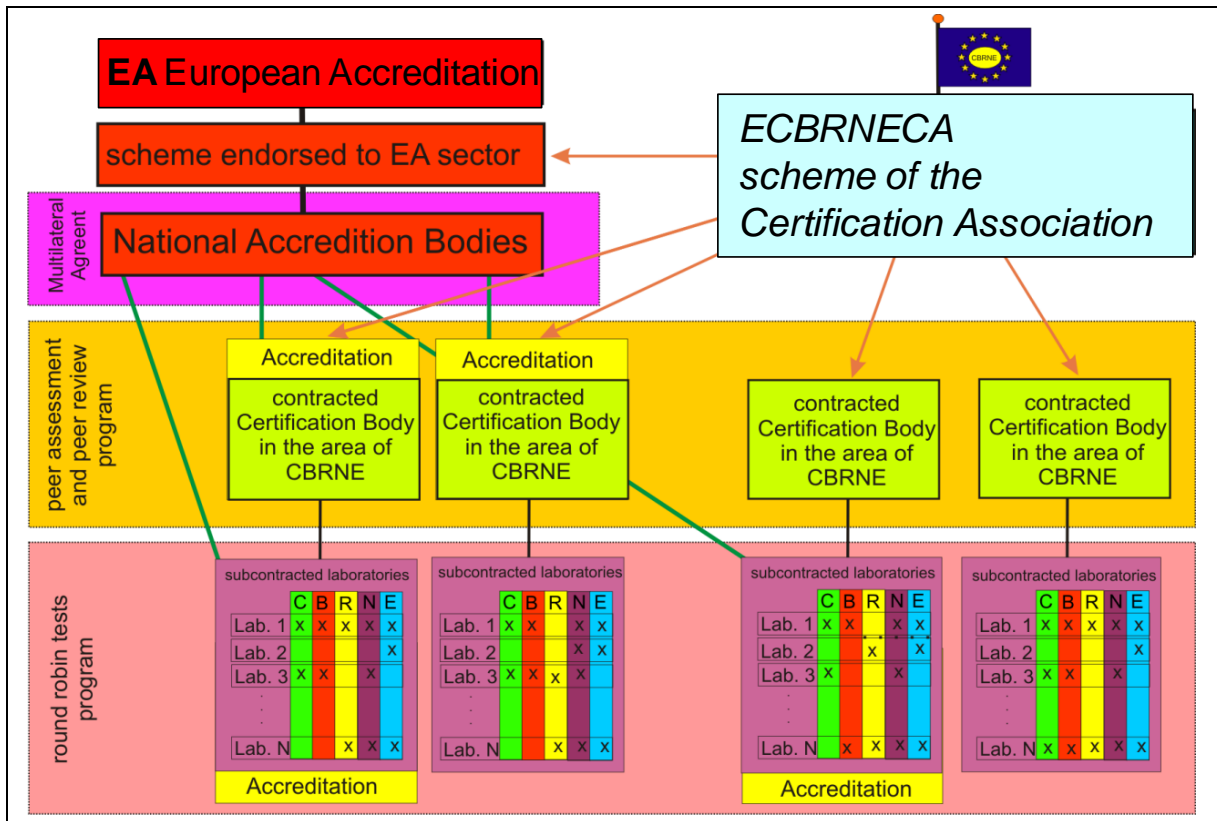 EA European Accreditation
CBRNE
scheme endorsed to EA sector
ECBRNECA
scheme of the
Certification Association
Multilateral
Agreent
National Accredition Bodies
peer assessment
and peer review
program
Accreditation
contracted
Certification Body
in the area of
CBRNE
Accreditation
contracted
Certification Body
in the area of
CBRNE
contracted
Certification Body
in the area of
CBRNE
contracted
Certification Body
in the area of
CBRNE
round robin tests
program
subcontracted laboratories
C B R N E
Lab. 1 x x x x x
Lab. 2 x
Lab. 3 x x x
Lab. N x x x
Accreditation
subcontracted laboratories
C B R N E
Lab. 1 x x x x
Lab. 2 x x
Lab. 3 x x x x
Lab. N x x x
subcontracted laboratories
C B R N E
Lab. 1 x x x x
Lab. 2 x x
Lab. 3 x x
Lab. N x x x x
Accreditation
subcontracted laboratories
C B R N E
Lab. 1 x x x x x
Lab. 2 x
Lab. 3 x x x
Lab. N x x x x x